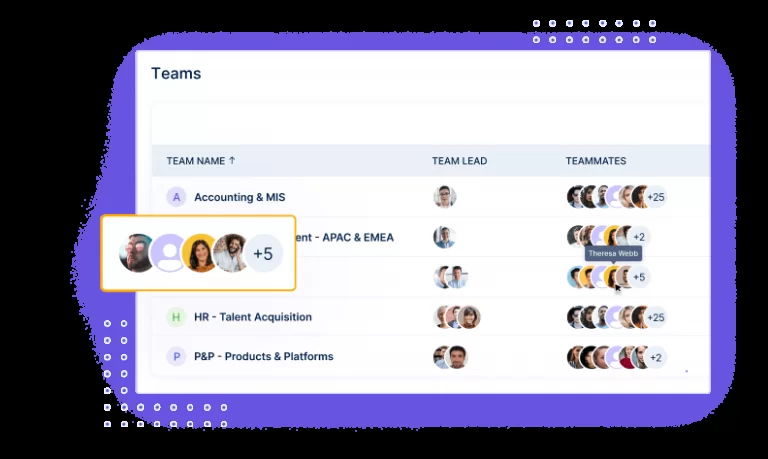 Teams
TEAM NAME ↑ TEAM LEAD TEAMMATES
A Accounting & MIS +25
ent - APAC & EMEA +2
Theresa Webb
+5
+5
H HR - Talent Acquisition +25
P P&P - Products & Platforms +2